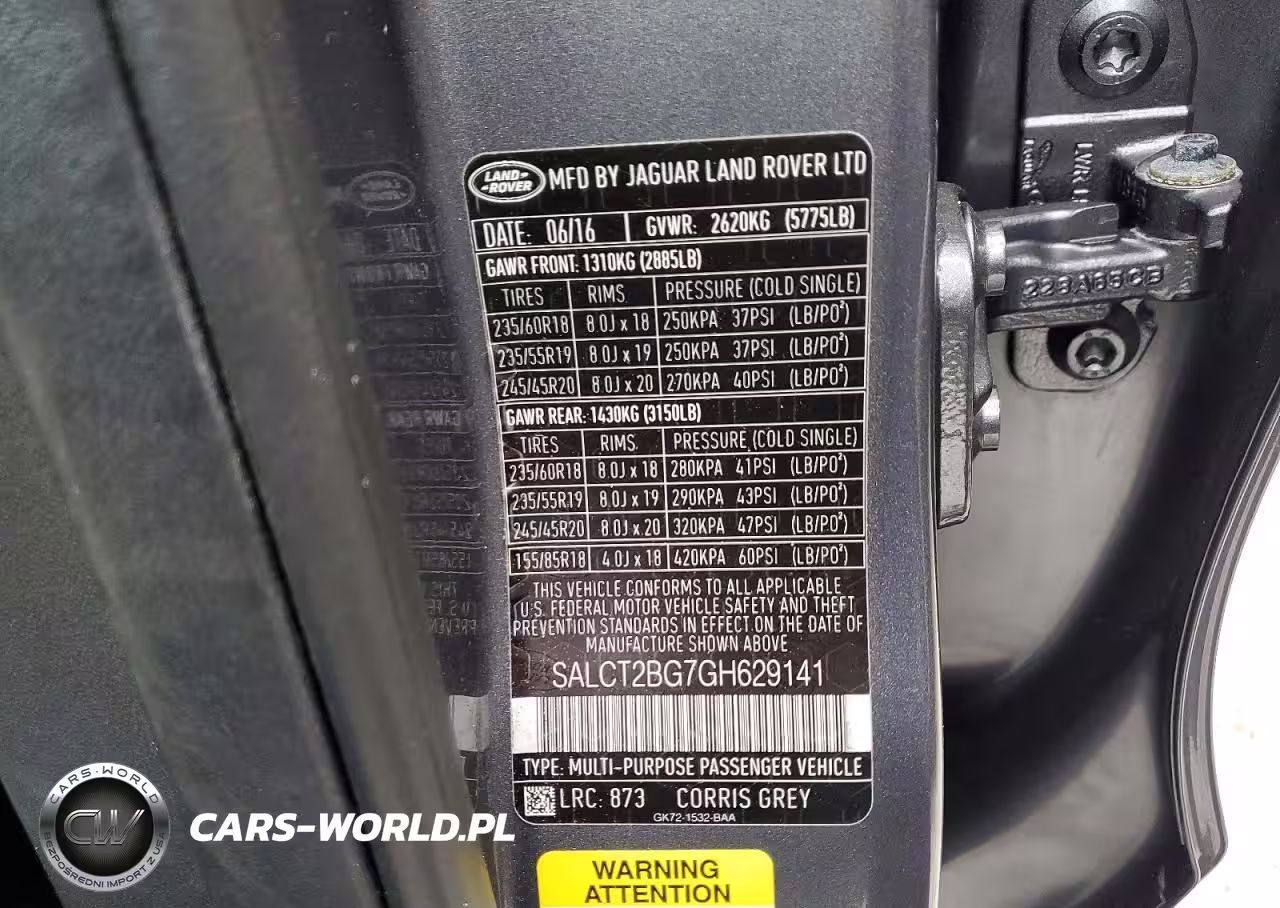 LAND ROVER
MFD BY JAGUAR LAND ROVER LTD
DATE: 06/16 GVWR: 2620KG (5775LB)
GAWR FRONT: 1310KG (2885LB)
TIRES RIMS PRESSURE (COLD SINGLE)
235/60R18 8.0J x 18 250KPA 37PSI (LB/PO²)
235/55R19 8.0J x 19 250KPA 37PSI (LB/PO²)
245/45R20 8.0J x 20 270KPA 40PSI (LB/PO²)
GAWR REAR: 1430KG (3150LB)
TIRES RIMS PRESSURE (COLD SINGLE)
235/60R18 8.0J x 18 280KPA 41PSI (LB/PO²)
235/55R19 8.0J x 19 290KPA 43PSI (LB/PO²)
245/45R20 8.0J x 20 320KPA 47PSI (LB/PO²)
155/85R18 4.0J x 18 420KPA 60PSI (LB/PO²)
THIS VEHICLE CONFORMS TO ALL APPLICABLE
U.S. FEDERAL MOTOR VEHICLE SAFETY AND THEFT
PREVENTION STANDARDS IN EFFECT ON THE DATE OF
MANUFACTURE SHOWN ABOVE
SALCT2BG7GH629141
TYPE: MULTI-PURPOSE PASSENGER VEHICLE
LRC: 873 CORRIS GREY
GK72-1532-BAA
WARNING
ATTENTION
228A65CB
CARS-WORLD
CW
BEZPOŚREDNI IMPORT Z USA
CARS-WORLD.PL